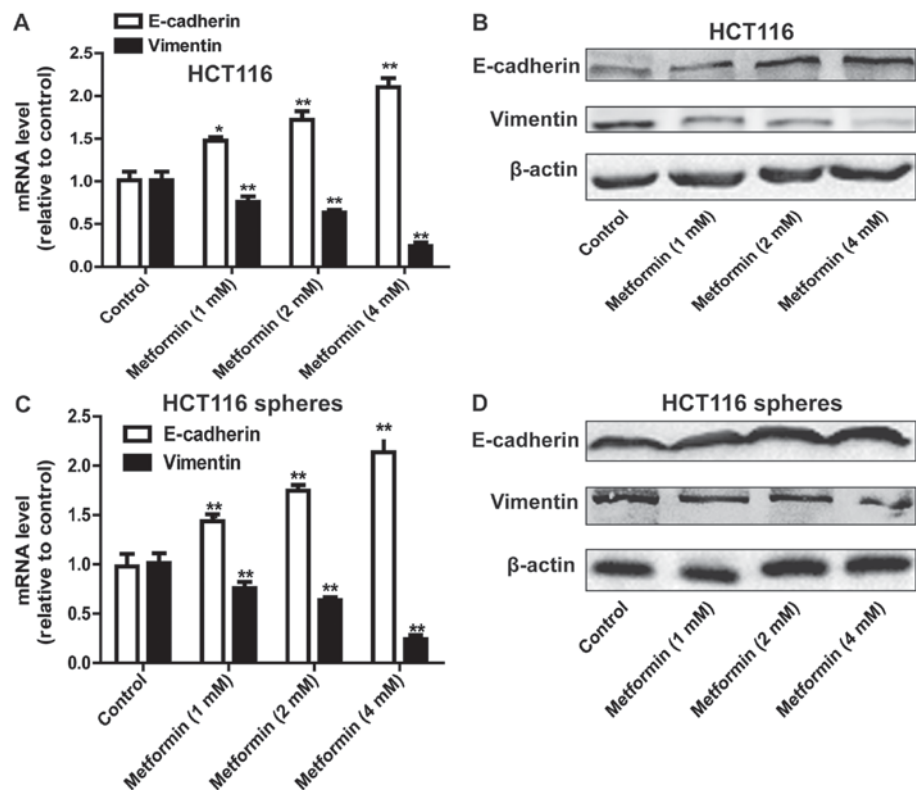 A
E-cadherin
Vimentin
HCT116
mRNA level
(relative to control)
2.5
2.0
1.5
1.0
0.5
0.0
*
**
**
**
**
**
Control
Metformin (1 mM)
Metformin (2 mM)
Metformin (4 mM)
B
HCT116
E-cadherin
Vimentin
β-actin
Control
Metformin (1 mM)
Metformin (2 mM)
Metformin (4 mM)
C
HCT116 spheres
E-cadherin
Vimentin
mRNA level
(relative to control)
2.5
2.0
1.5
1.0
0.5
0.0
**
**
**
**
**
**
Control
Metformin (1 mM)
Metformin (2 mM)
Metformin (4 mM)
D
HCT116 spheres
E-cadherin
Vimentin
β-actin
Control
Metformin (1 mM)
Metformin (2 mM)
Metformin (4 mM)